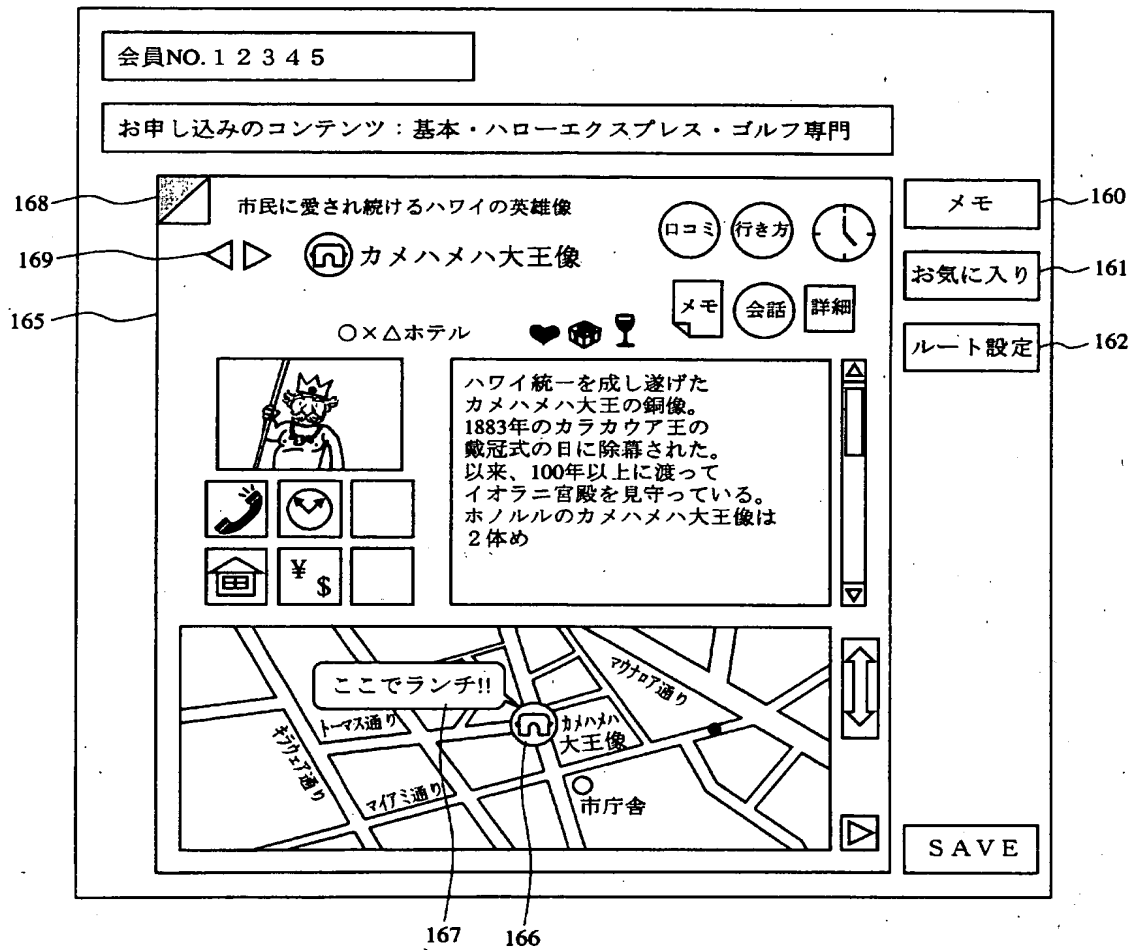 会員NO.１２３４５
お申し込みのコンテンツ：基本・ハローエクスプレス・ゴルフ専門
168
市民に愛され続けるハワイの英雄像
口コミ
行き方
メモ
160
169
カメハメハ大王像
お気に入り
161
165
メモ
会話
詳細
○×△ホテル
ルート設定
162
ハワイ統一を成し遂げた
カメハメハ大王の銅像。
1883年のカラカウア王の
戴冠式の日に除幕された。
以来、100年以上に渡って
イオラニ宮殿を見守っている。
ホノルルのカメハメハ大王像は
２体め
¥
$
ここでランチ!!
マウナロア通り
トーマス通り
カメハメハ
大王像
キラウェア通り
マイアミ通り
市庁舎
SAVE
167
166